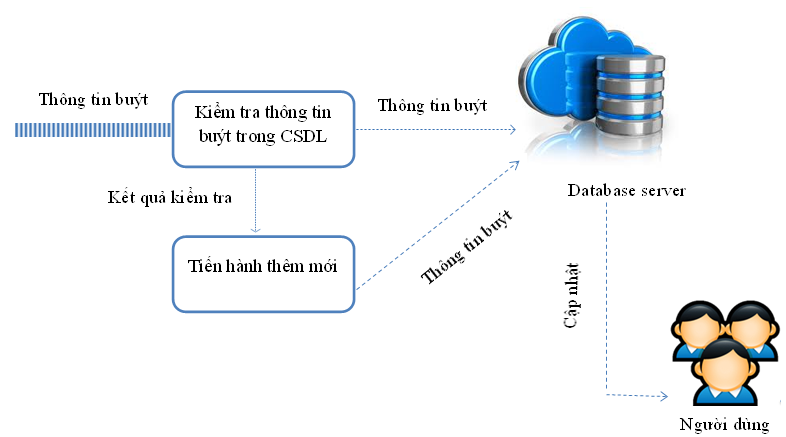 Thông tin buýt
Kiểm tra thông tin
buýt trong CSDL
Thông tin buýt
Kết quả kiểm tra
Tiến hành thêm mới
Thông tin buýt
Database server
Cập nhật
Người dùng